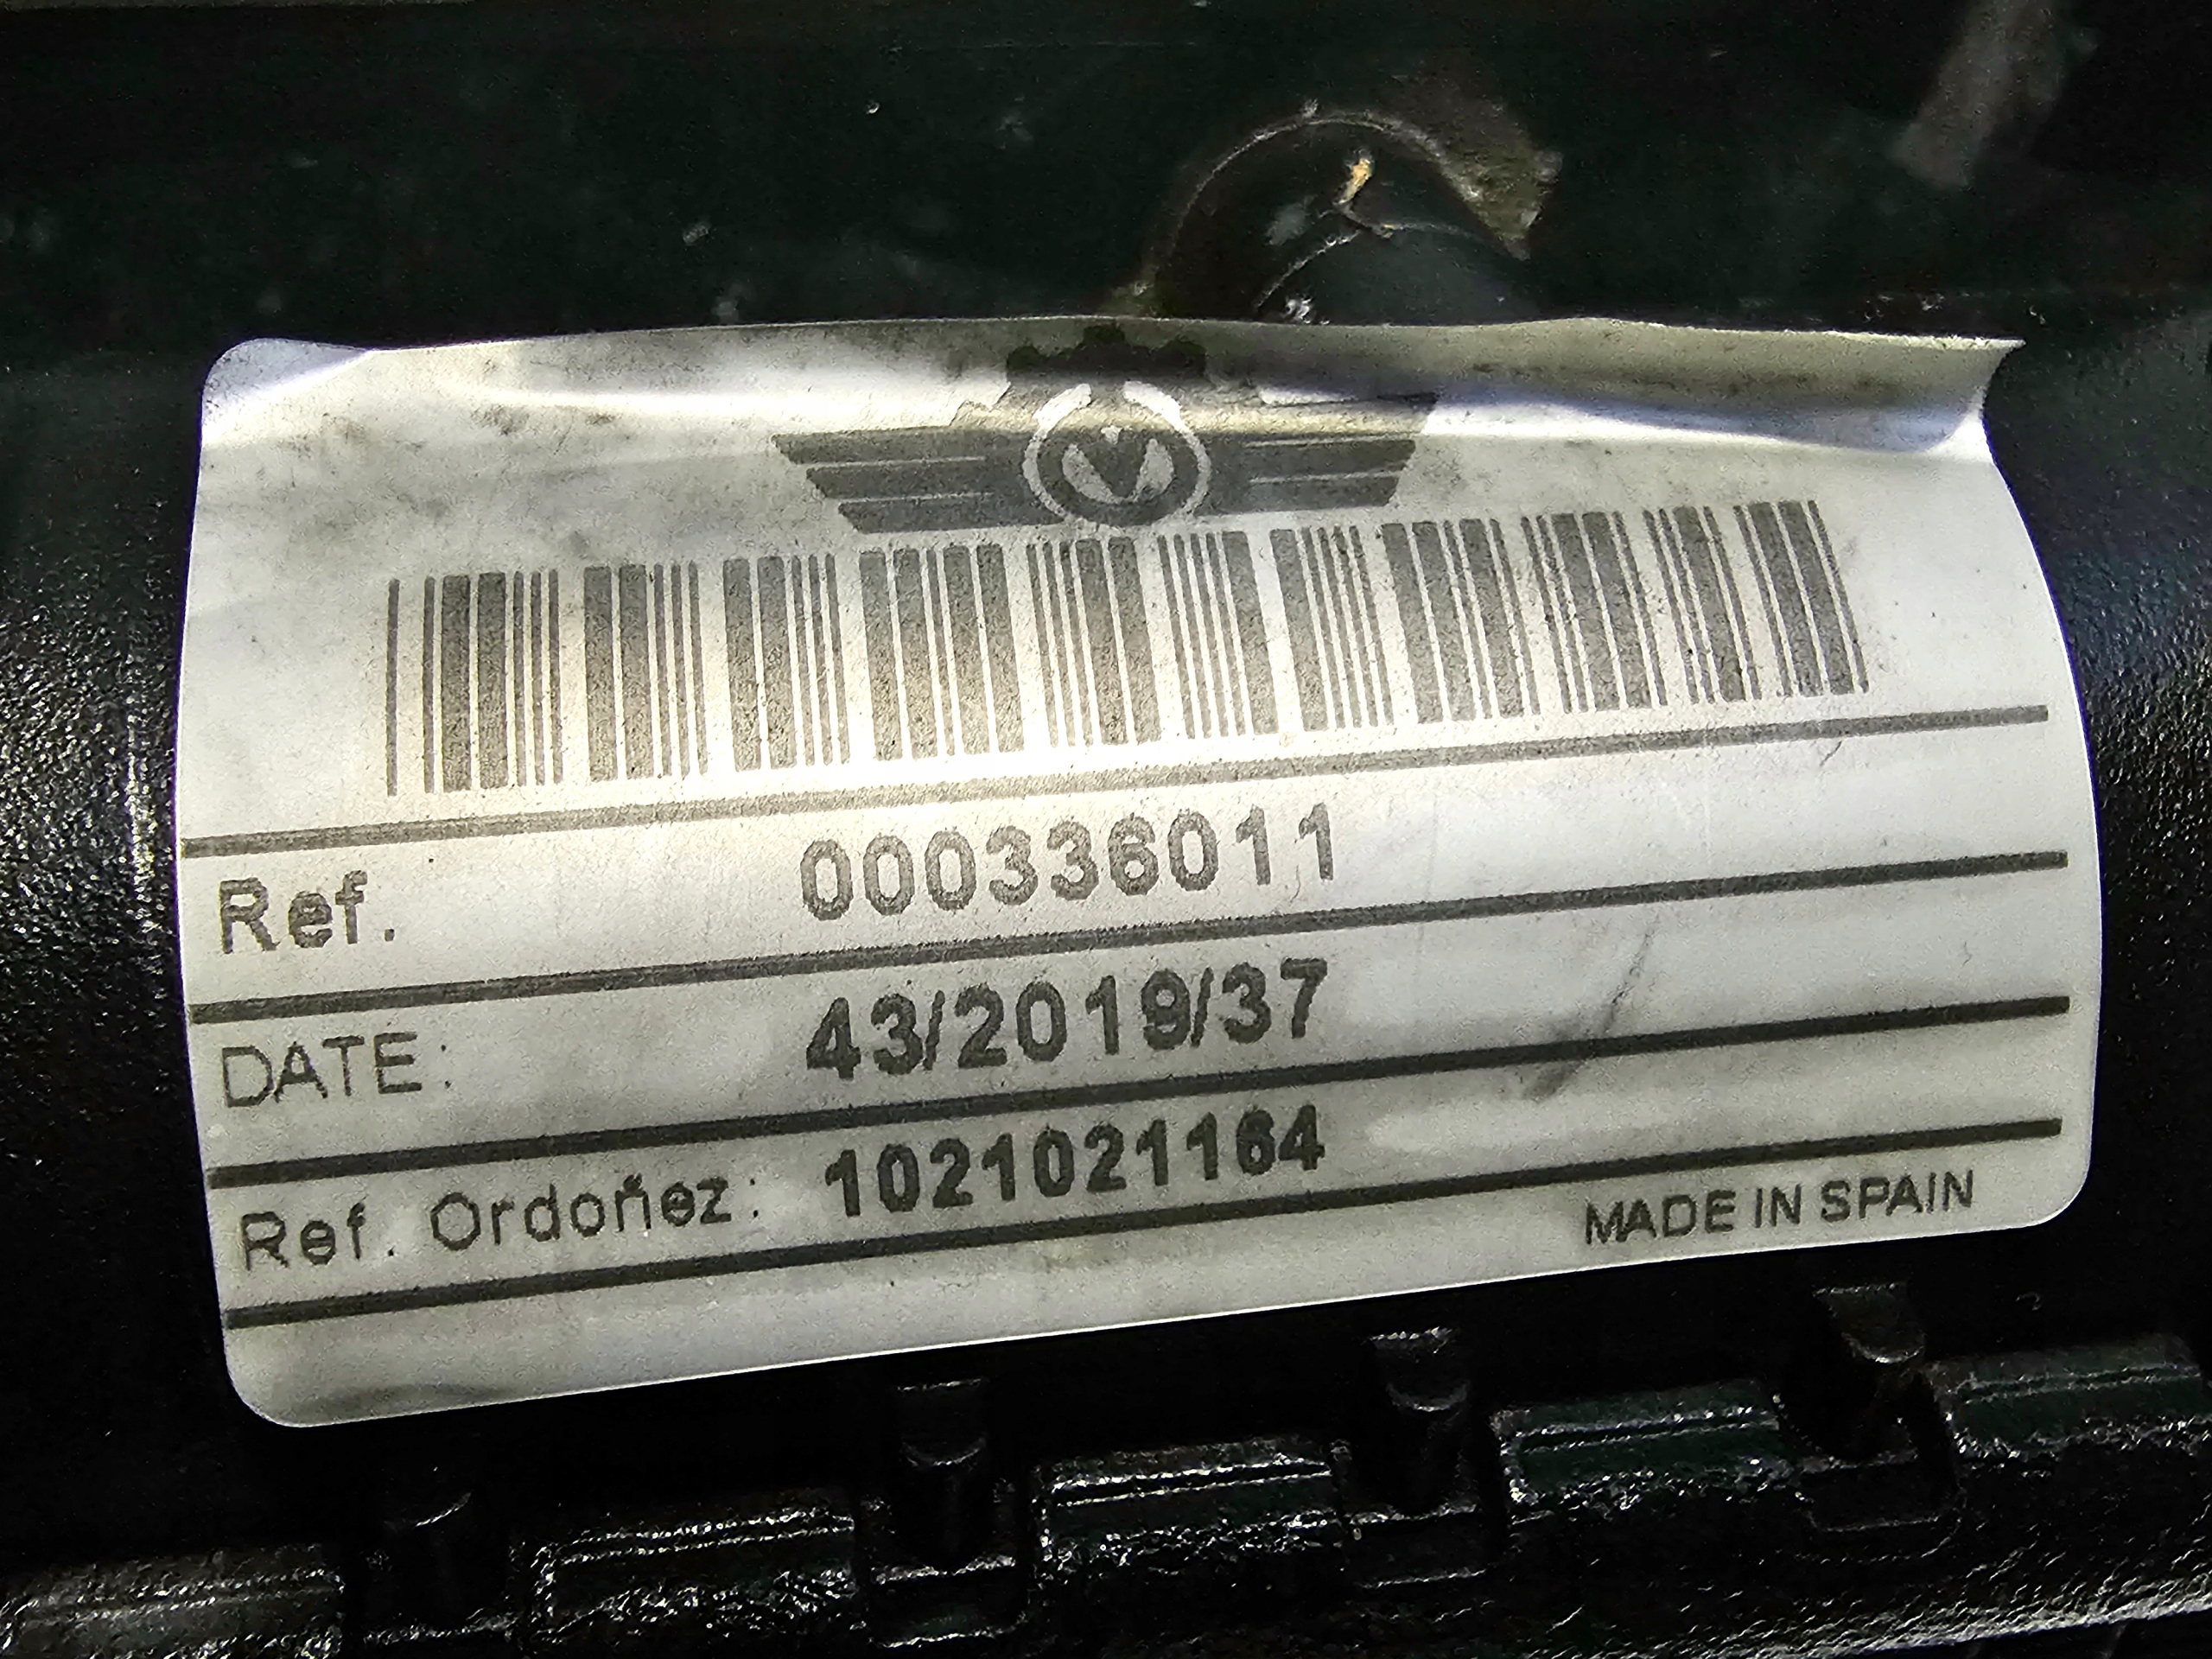 Ref. 000336011
DATE: 43/2019/37
Ref. Ordoñez: 1021021164
MADE IN SPAIN